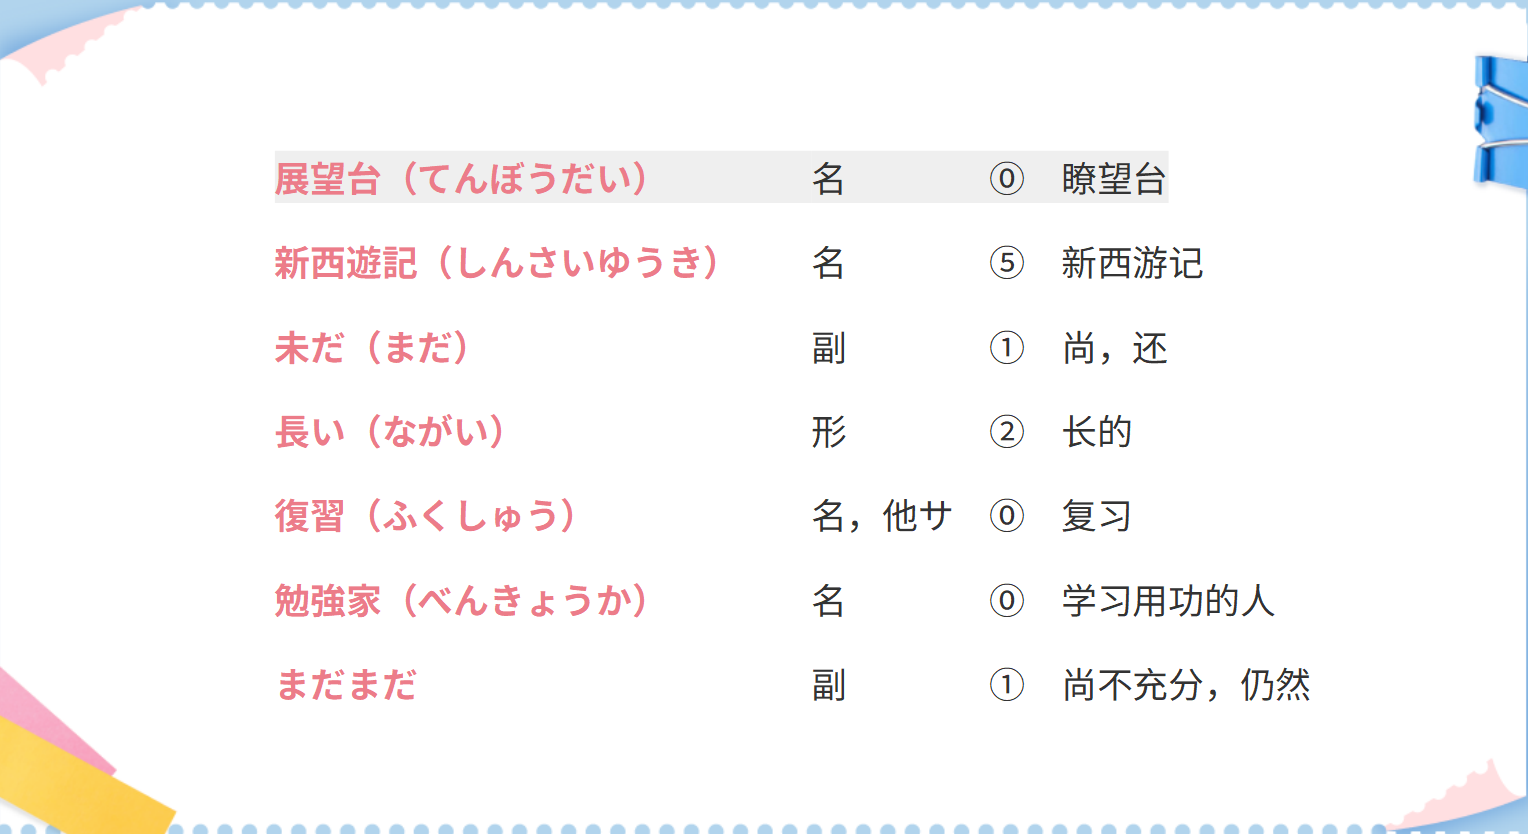 展望台（てんぼうだい） 名 ⓪ 瞭望台
新西遊記（しんさいゆうき） 名 ⑤ 新西游记
未だ（まだ） 副 ① 尚，还
長い（ながい） 形 ② 长的
復習（ふくしゅう） 名，他サ ⓪ 复习
勉強家（べんきょうか） 名 ⓪ 学习用功的人
まだまだ 副 ① 尚不充分，仍然